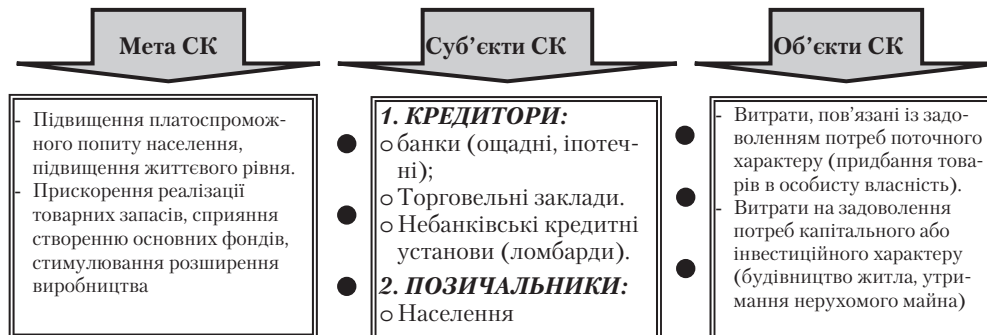 Мета СК
- Підвищення платоспромож-
ного попиту населення,
підвищення життєвого рівня.
- Прискорення реалізації
товарних запасів, сприяння
створенню основних фондів,
стимулювання розширення
виробництва
Суб’єкти СК
1. КРЕДИТОРИ:
o банки (ощадні, іпотеч-
ні);
o Торговельні заклади.
o Небанківські кредитні
установи (ломбарди).
2. ПОЗИЧАЛЬНИКИ:
o Населення
Об’єкти СК
- Витрати, пов’язані із задо-
воленням потреб поточного
характеру (придбання това-
рів в особисту власність).
- Витрати на задоволення
потреб капітального або
інвестиційного характеру
(будівництво житла, утри-
мання нерухомого майна)